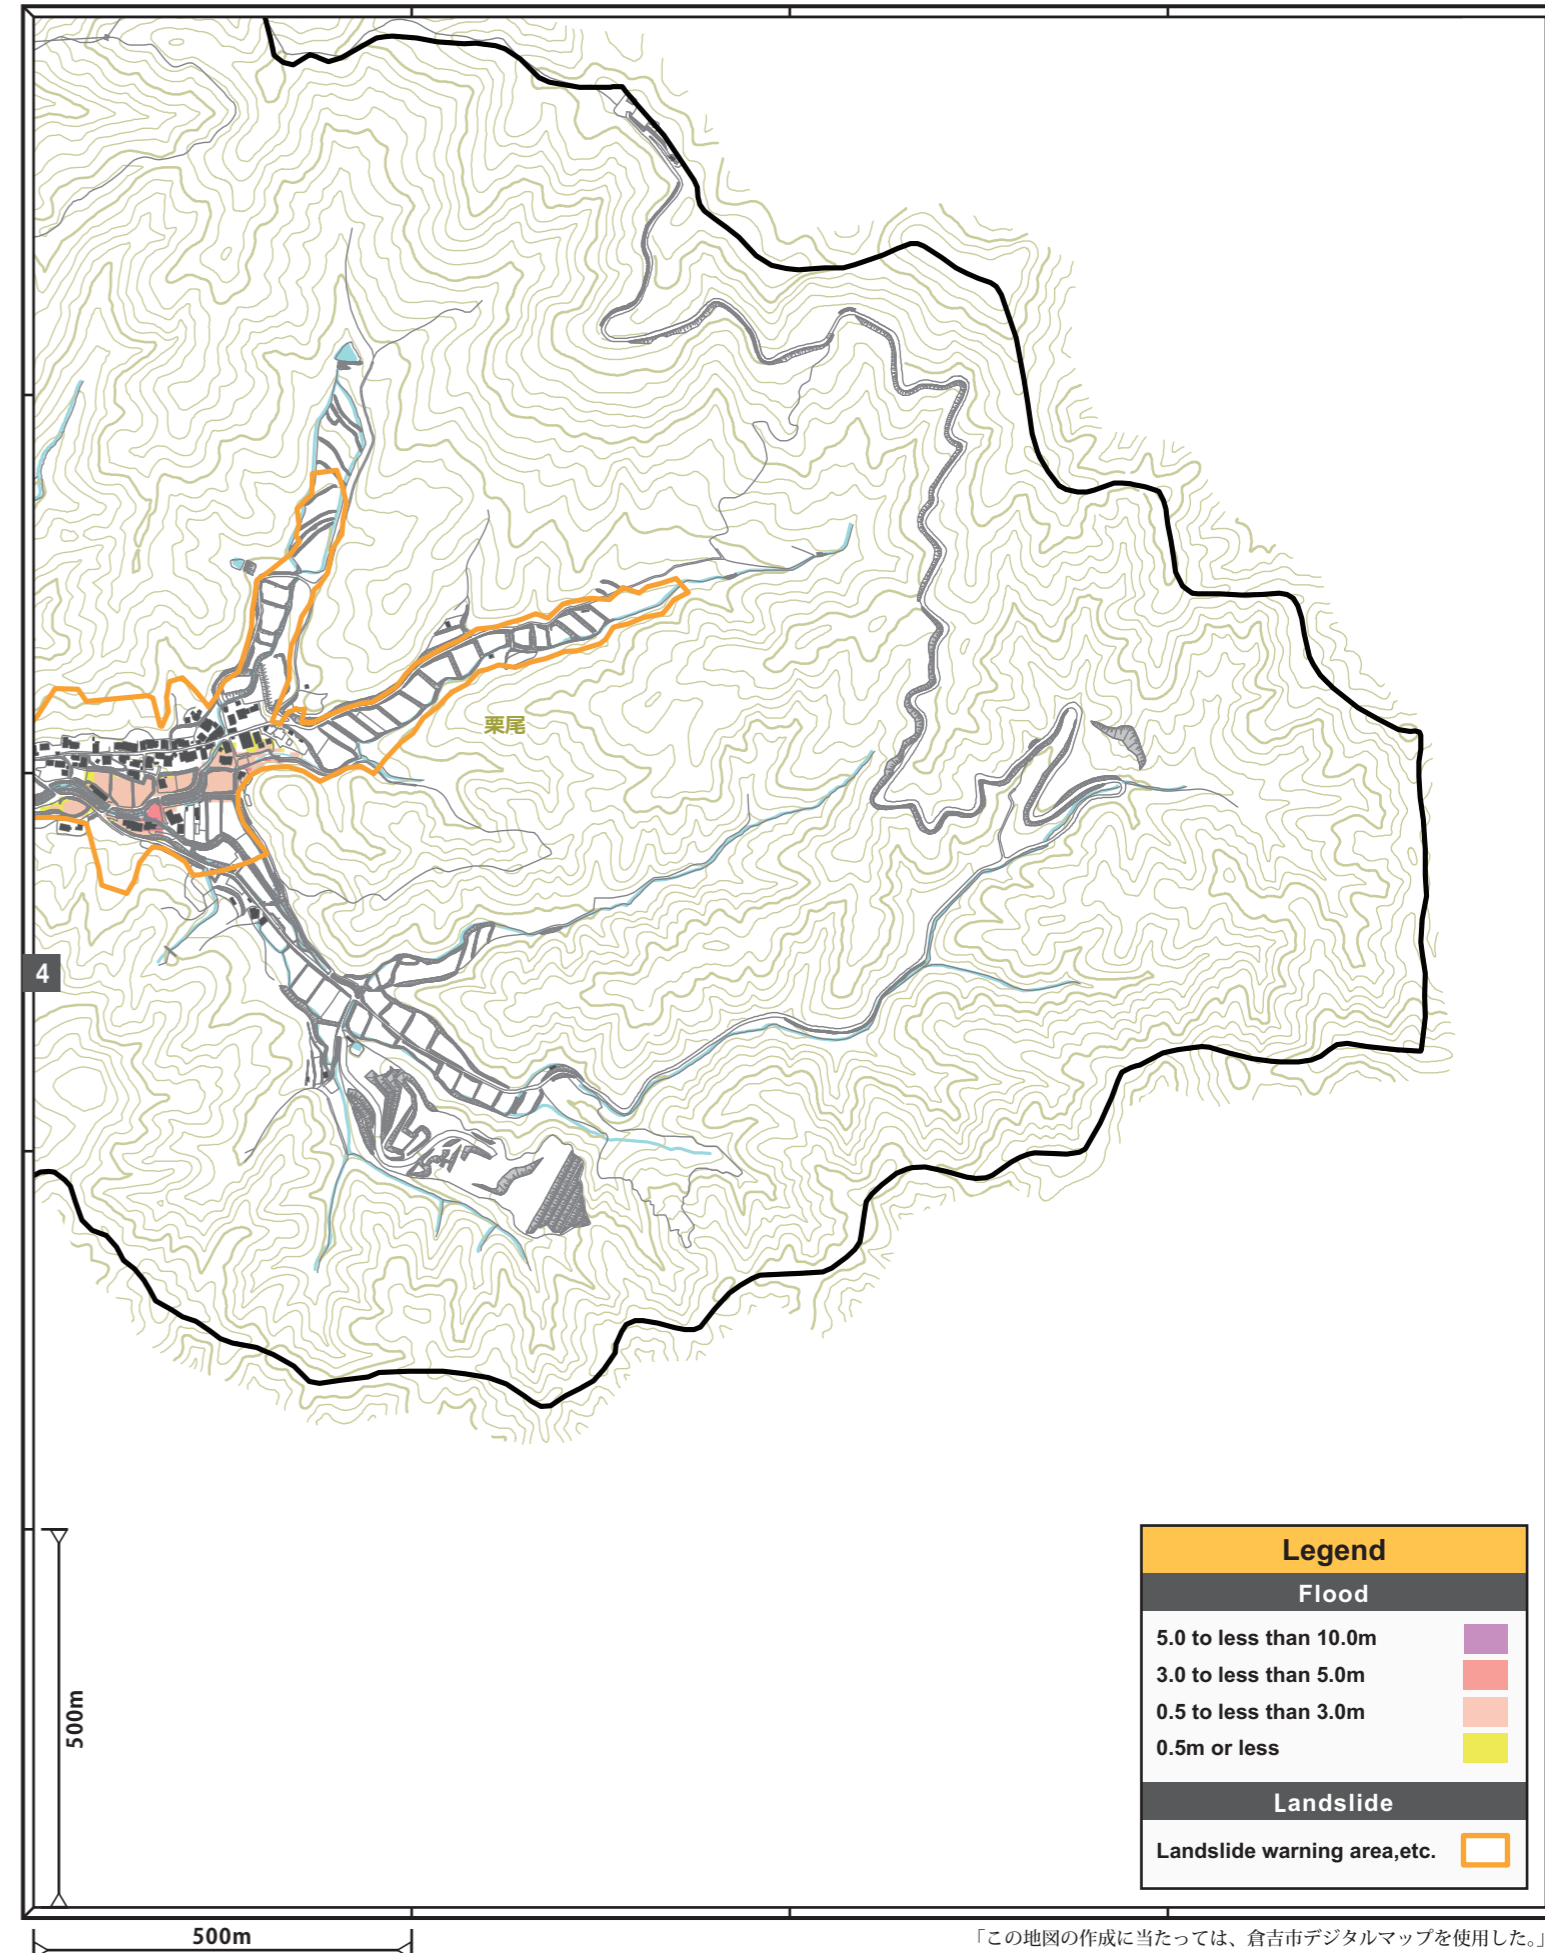 栗尾
4
500m
Legend
Flood
5.0 to less than 10.0m
3.0 to less than 5.0m
0.5 to less than 3.0m
0.5m or less
Landslide
Landslide warning area,etc.
500m
「この地図の作成に当たっては、倉吉市デジタルマップを使用した。」